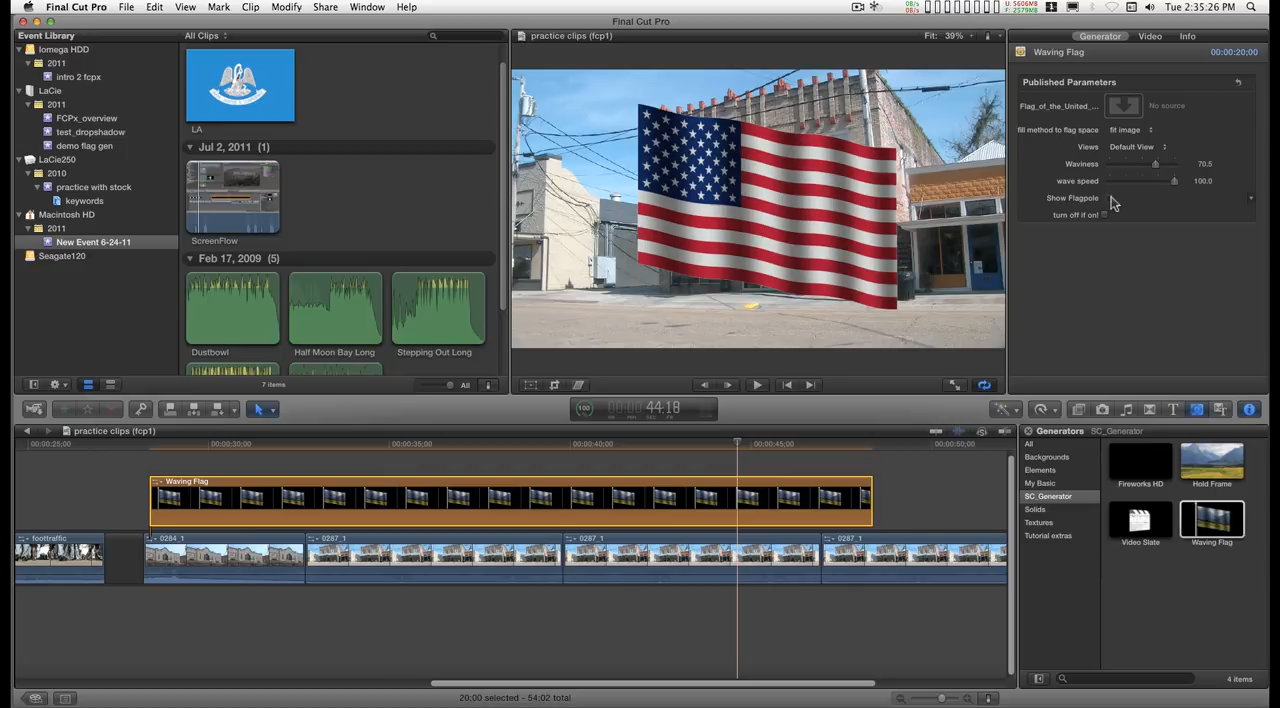 Final Cut Pro File Edit View Mark Clip Modify Share Window Help
Tue 2:35:26 PM
Final Cut Pro
Event Library
Iomega HDD
2011
intro 2 fcpx
LaCie
2011
FCPx_overview
test_dropshadow
demo flag gen
LaCie250
2010
practice with stock
keywords
Macintosh HD
2011
New Event 6-24-11
Seagate120
All Clips
LA
Jul 2, 2011 (1)
ScreenFlow
Feb 17, 2009 (5)
Dustbowl
Half Moon Bay Long
Stepping Out Long
7 items
All
practice clips (fcp1)
Fit: 39%
Generator Video Info
Waving Flag
00:00:20;00
Published Parameters
Flag_of_the_United_...
No source
fill method to flag space
fit image
Views
Default View
Waviness
70.5
wave speed
100.0
Show Flagpole
turn off if on!
100
00:00:44:18
practice clips (fcp1)
00:00:25;00
00:00:30;00
00:00:35;00
00:00:40;00
00:00:45;00
00:00:50;00
Waving Flag
foottraffic
0284_1
0287_1
0287_1
0287_1
20:00 selected - 54:02 total
Generators SC_Generator
All
Backgrounds
Elements
My Basic
SC_Generator
Solids
Textures
Tutorial extras
Fireworks HD
Hold Frame
Video Slate
Waving Flag
4 items